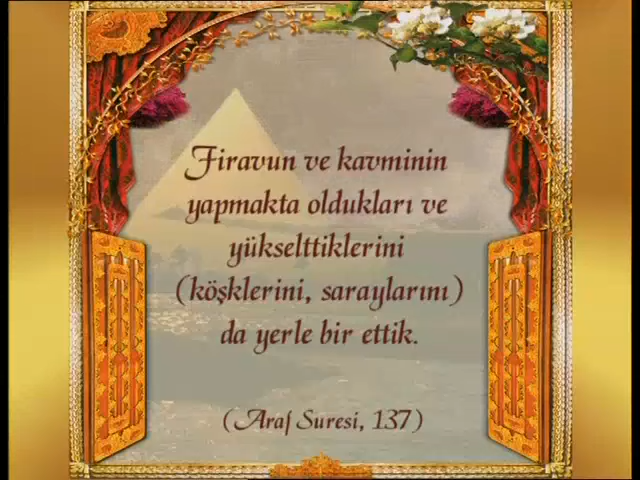 Firavun ve kavminin
yapmakta oldukları ve
yükselttiklerini
(köşklerini, saraylarını)
da yerle bir ettik.
(Araf Suresi, 137)